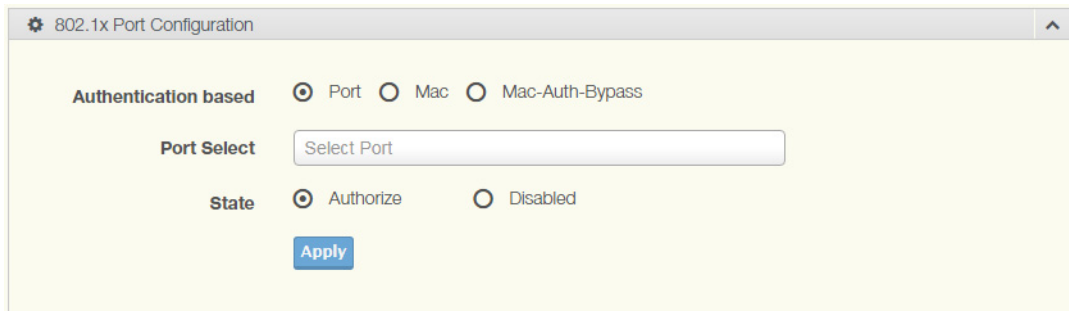 802.1x Port Configuration
Authentication based Port Mac Mac-Auth-Bypass
Port Select Select Port
State Authorize Disabled
Apply